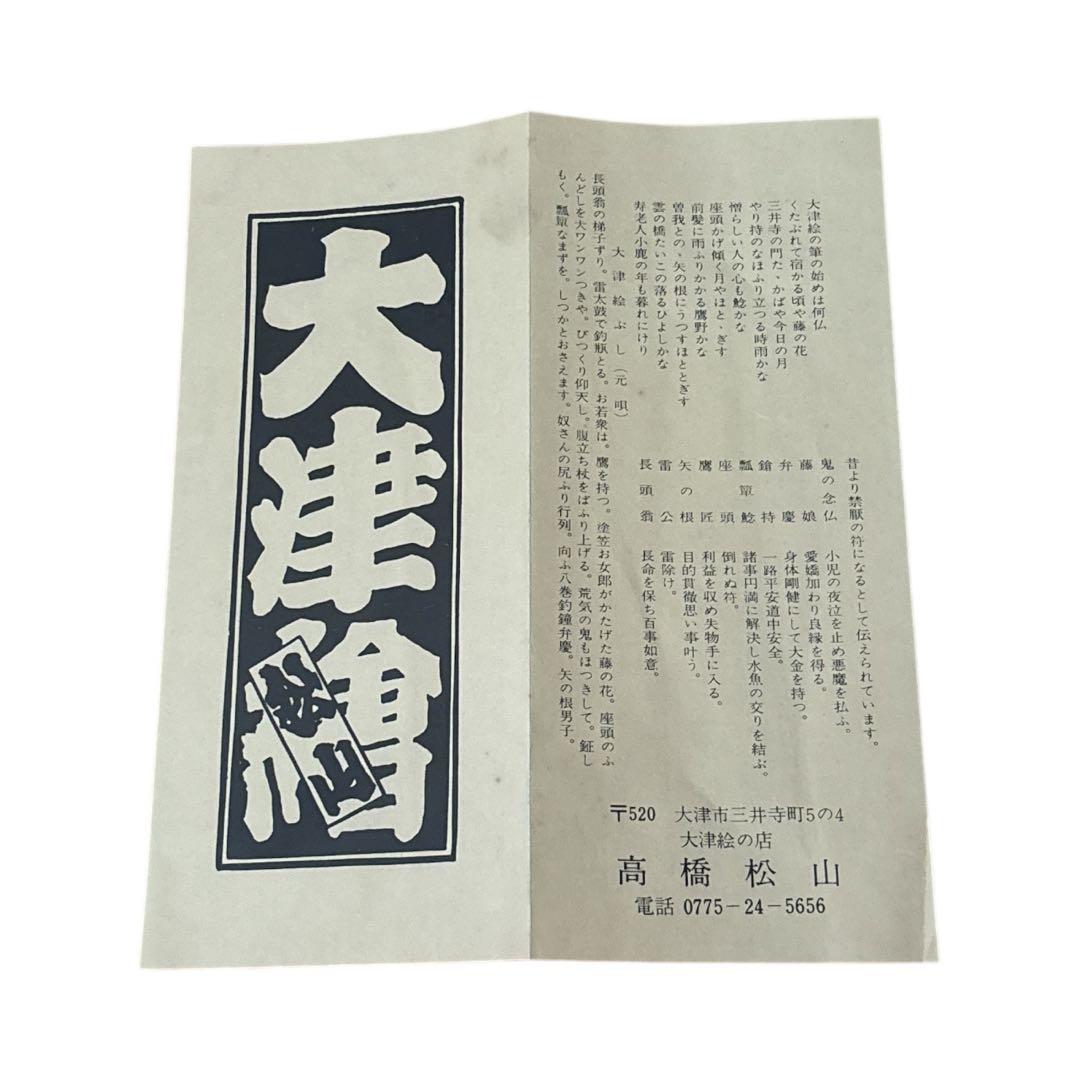 大津繪
松山
大津絵の筆の始めは何仏
くたぶれて宿かる頃や藤の花
三井寺の門た、かばや今日の月
やり持のなほふり立つる時雨かな
憎らしい人の心も鯰かな
座頭かげ傾く月やほと、ぎす
前髪に雨ふりかかる鷹野かな
曽我との、矢の根にうつすほととぎす
雲の橋たいこの落るひよしかな
寿老人小鹿の年も暮れにけり
昔より禁厭の符になるとして伝えられています。
鬼の念仏 小児の夜泣を止め悪魔を払ふ。
藤娘 愛嬌加わり良縁を得る。
弁慶 身体剛健にして大金を持つ。
鎗持 一路平安道中安全。
瓢箪鯰 諸事円満に解決し水魚の交りを結ぶ。
座頭 倒れぬ符。
鷹匠 利益を収め失物手に入る。
矢の根 目的貫徹思い事叶う。
雷公 雷除け。
長頭翁 長命を保ち百事如意。
大津絵ぶし（元唄）
長頭翁の梯子ずり。雷太鼓で釣瓶とる。お若衆は。鷹を持つ。塗笠お女郎がかたげた藤の花。座頭のふ
んどしを大ワンワンつきや。びつくり仰天し。腹立ち杖をばふり上げる。荒気の鬼もほつきして。鉦し
もく。瓢箪なまずを。しつかとおさえます。奴さんの尻ふり行列。向ふ八巻釣鐘弁慶。矢の根男子。
〒520 大津市三井寺町5の4
大津絵の店
高橋松山
電話 0775－24－5656